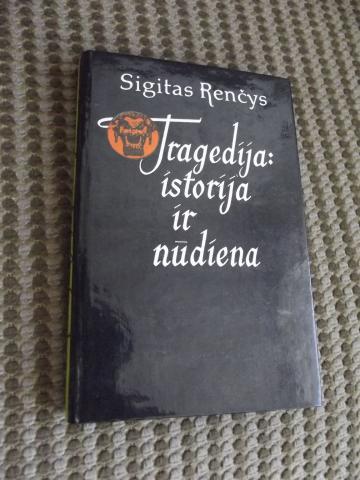 Sigitas Renčys
Tragedija:
istorija
ir
nūdiena